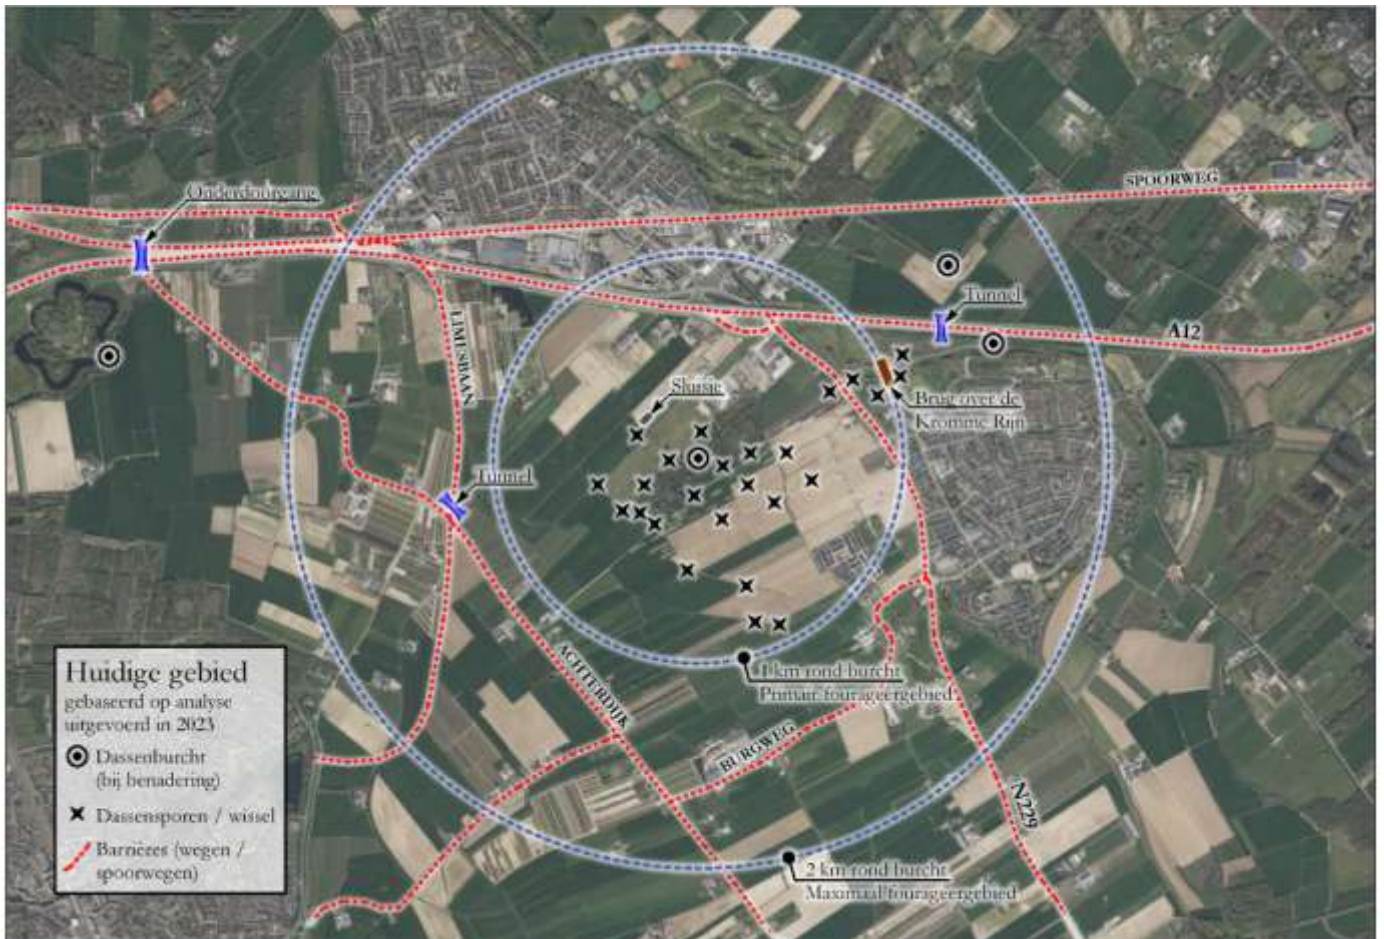 SPOORWEG
Onderdoorgang
Tunnel
A12
LIMESBAAN
Sluisje
Brug over de
Kromme Rijn
Tunnel
ACHTERDIJK
1 km rond burcht
Primair fourageergebied
BURGWEG
N229
2 km rond burcht
Maximaal fourageergebied
Huidige gebied
gebaseerd op analyse
uitgevoerd in 2023
Dassenburcht
(bij benadering)
Dassensporen / wissel
Barrières (wegen /
spoorwegen)